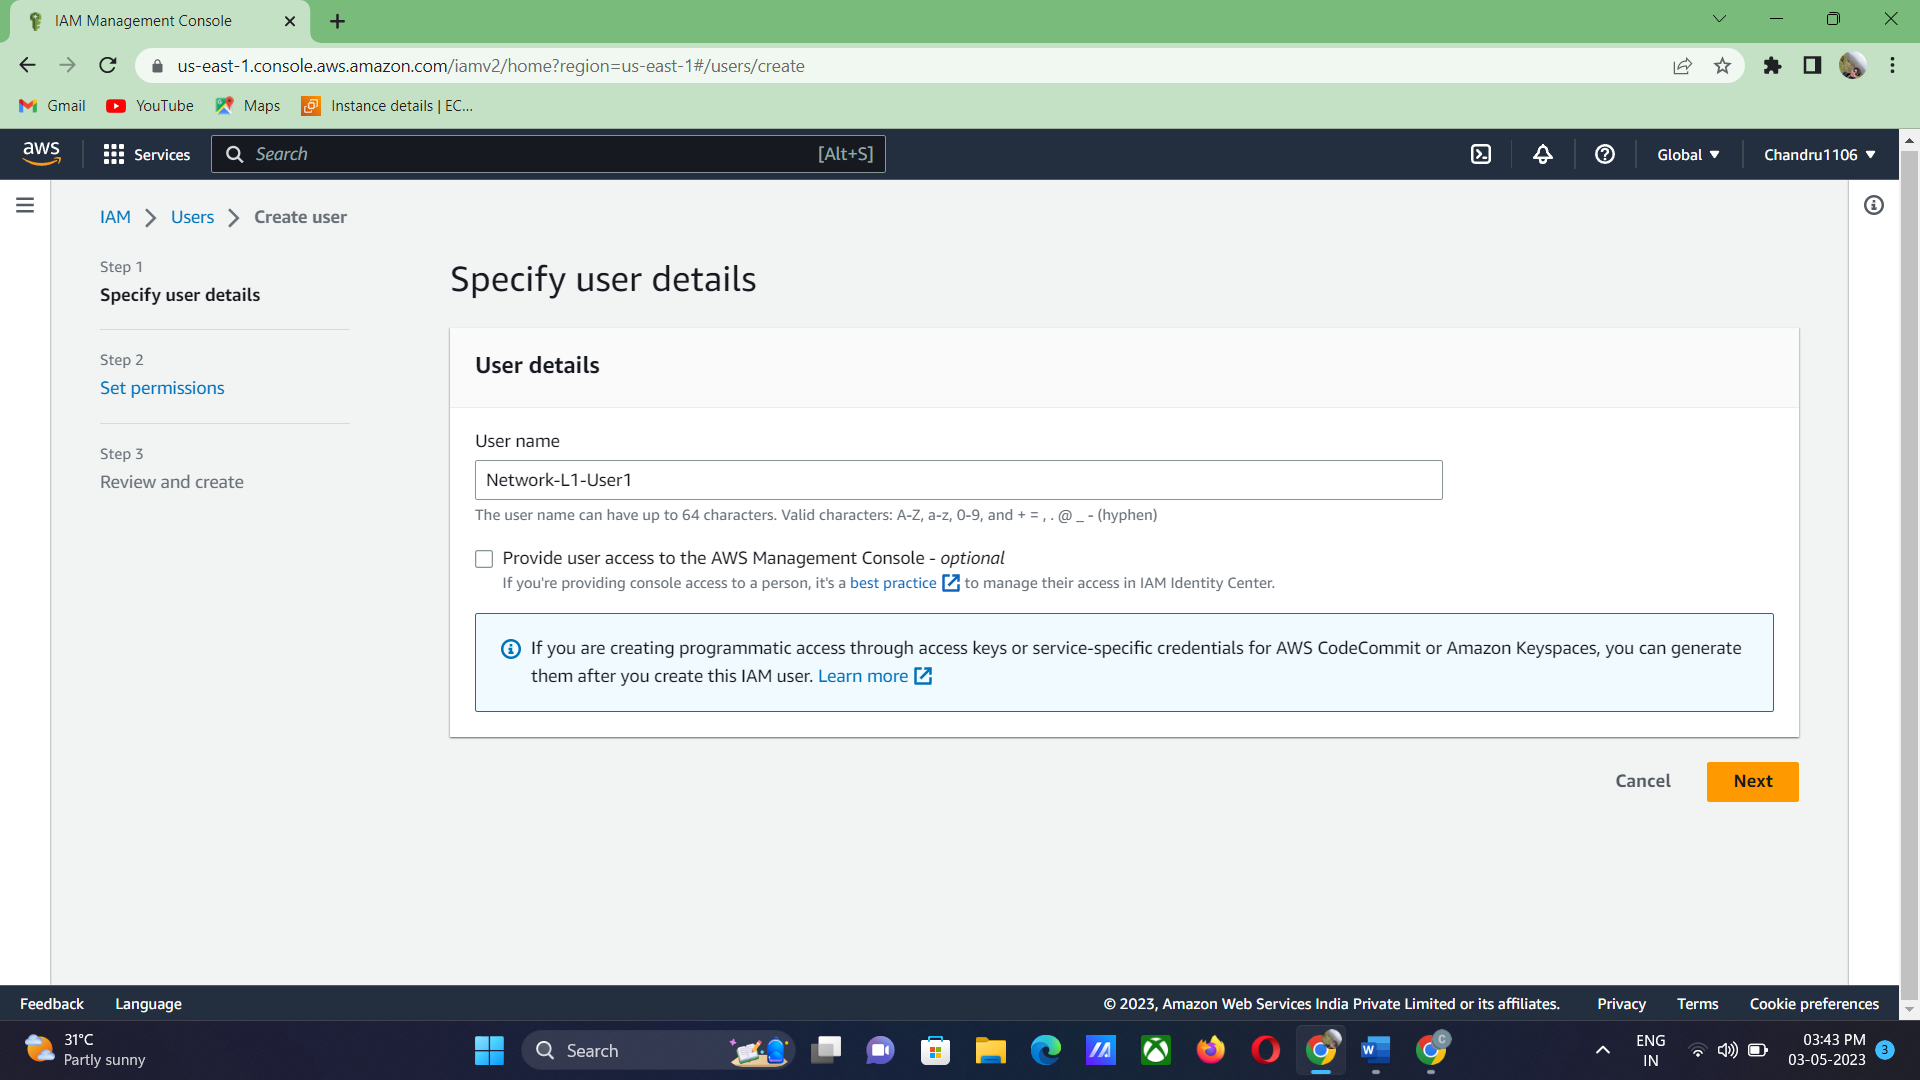 IAM Management Console
us-east-1.console.aws.amazon.com/iamv2/home?region=us-east-1#/users/create
Gmail YouTube Maps Instance details | EC...
aws Services Search [Alt+S] Global Chandru1106
IAM Users Create user
Step 1
Specify user details
Step 2
Set permissions
Step 3
Review and create
Specify user details
User details
User name
Network-L1-User1
The user name can have up to 64 characters. Valid characters: A-Z, a-z, 0-9, and + = , . @ _ - (hyphen)
Provide user access to the AWS Management Console - optional
If you're providing console access to a person, it's a best practice to manage their access in IAM Identity Center.
If you are creating programmatic access through access keys or service-specific credentials for AWS CodeCommit or Amazon Keyspaces, you can generate
them after you create this IAM user. Learn more
Cancel Next
Feedback Language © 2023, Amazon Web Services India Private Limited or its affiliates. Privacy Terms Cookie preferences
31°C
Partly sunny
Search
W
C
ENG
IN
03:43 PM
03-05-2023
3